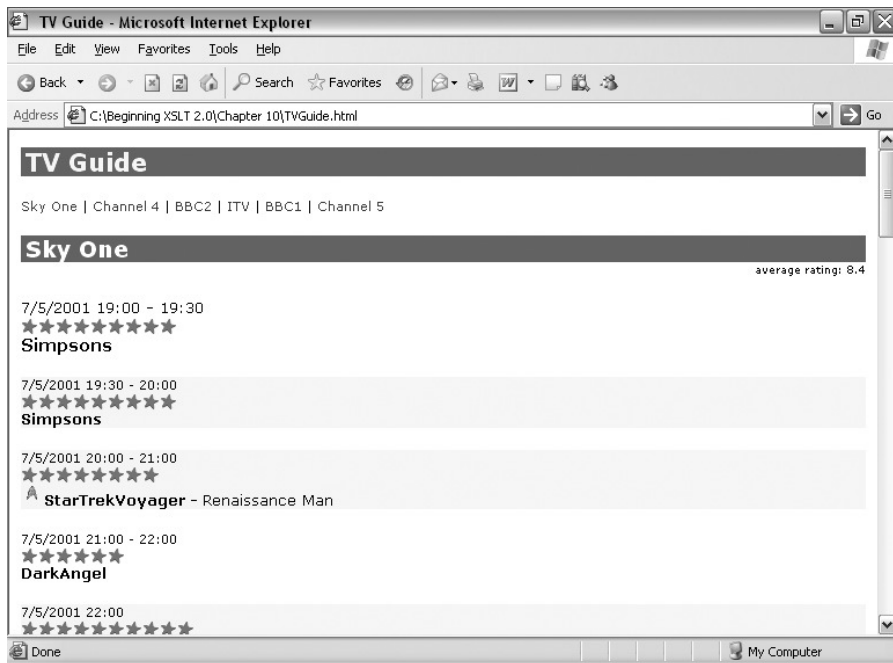 TV Guide - Microsoft Internet Explorer
File Edit View Favorites Tools Help
Back Search Favorites
Address C:\Beginning XSLT 2.0\Chapter 10\TVGuide.html Go
TV Guide
Sky One | Channel 4 | BBC2 | ITV | BBC1 | Channel 5
Sky One
average rating: 8.4
7/5/2001 19:00 - 19:30
Simpsons
7/5/2001 19:30 - 20:00
Simpsons
7/5/2001 20:00 - 21:00
StarTrekVoyager - Renaissance Man
7/5/2001 21:00 - 22:00
DarkAngel
7/5/2001 22:00
Done My Computer